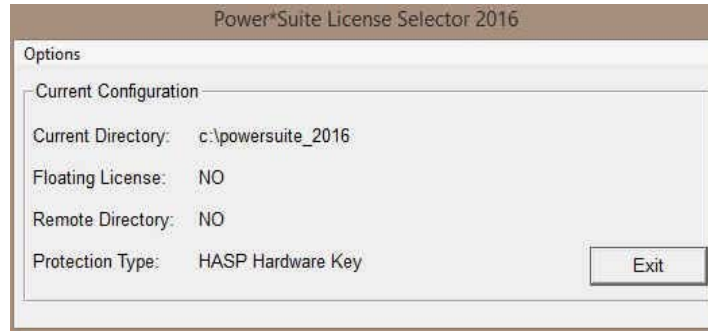 Power*Suite License Selector 2016
Options
Current Configuration
Current Directory: c:\powersuite_2016
Floating License: NO
Remote Directory: NO
Protection Type: HASP Hardware Key
Exit